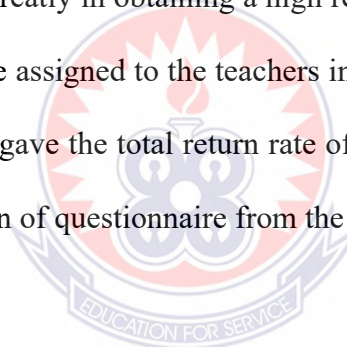 reatly in obtaining a high re
e assigned to the teachers in
gave the total return rate of
n of questionnaire from the
EDUCATION FOR SERVICE